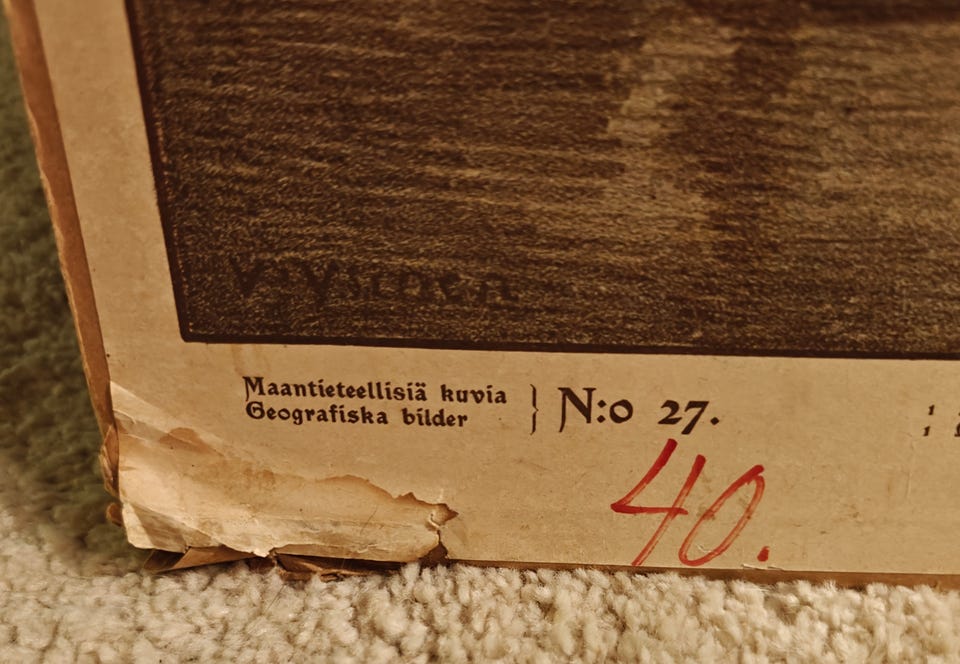 Maantieteellisiä kuvia
Geografiska bilder
} N:o 27.
40.